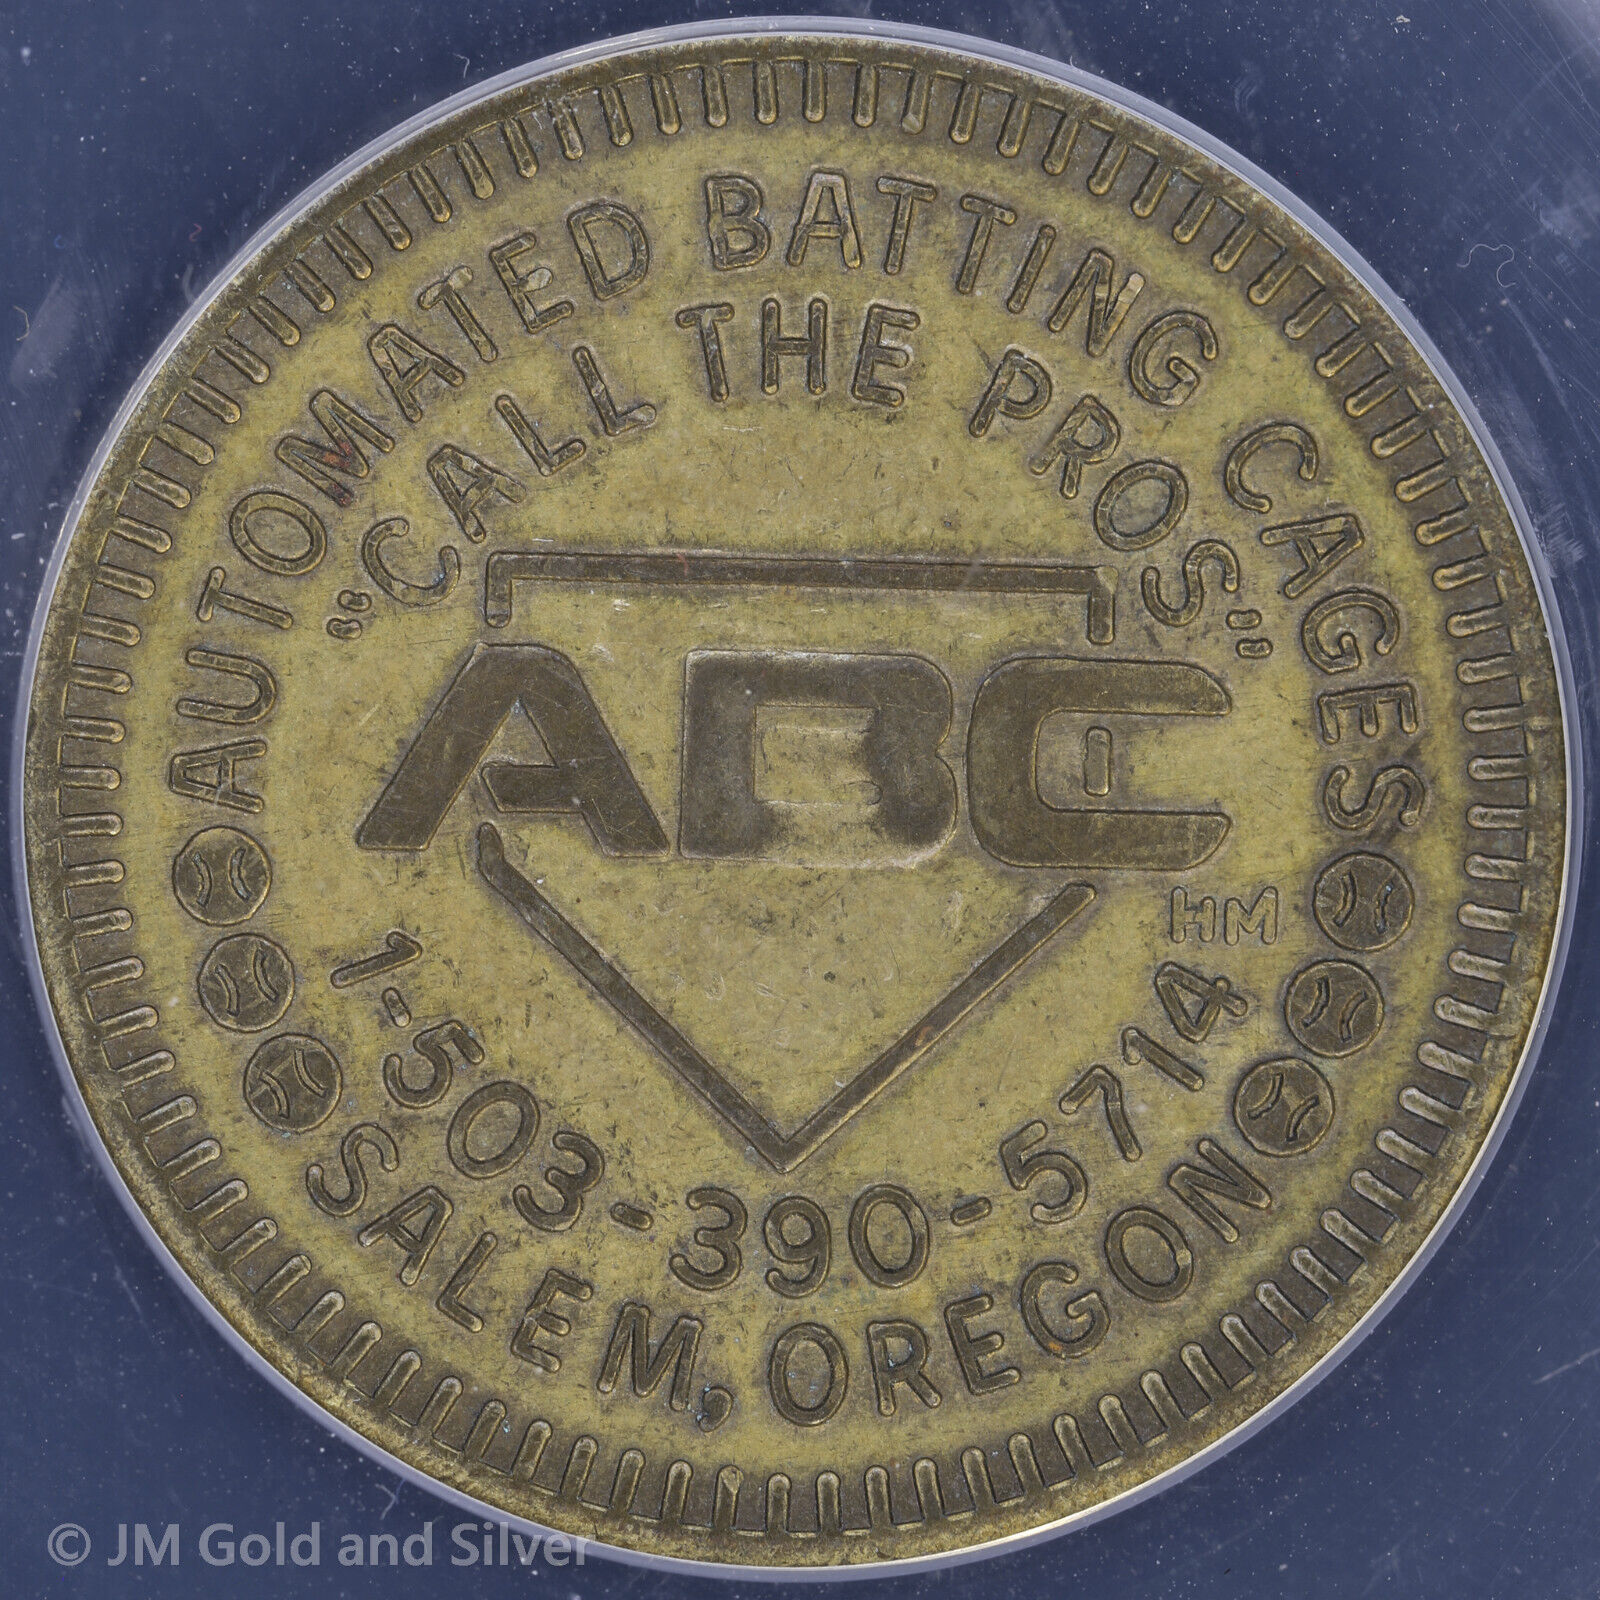 AUTOMATED BATTING CAGES
"CALL THE PROS"
ABC
HM
1-503-390-5714
SALEM, OREGON
© JM Gold and Silver